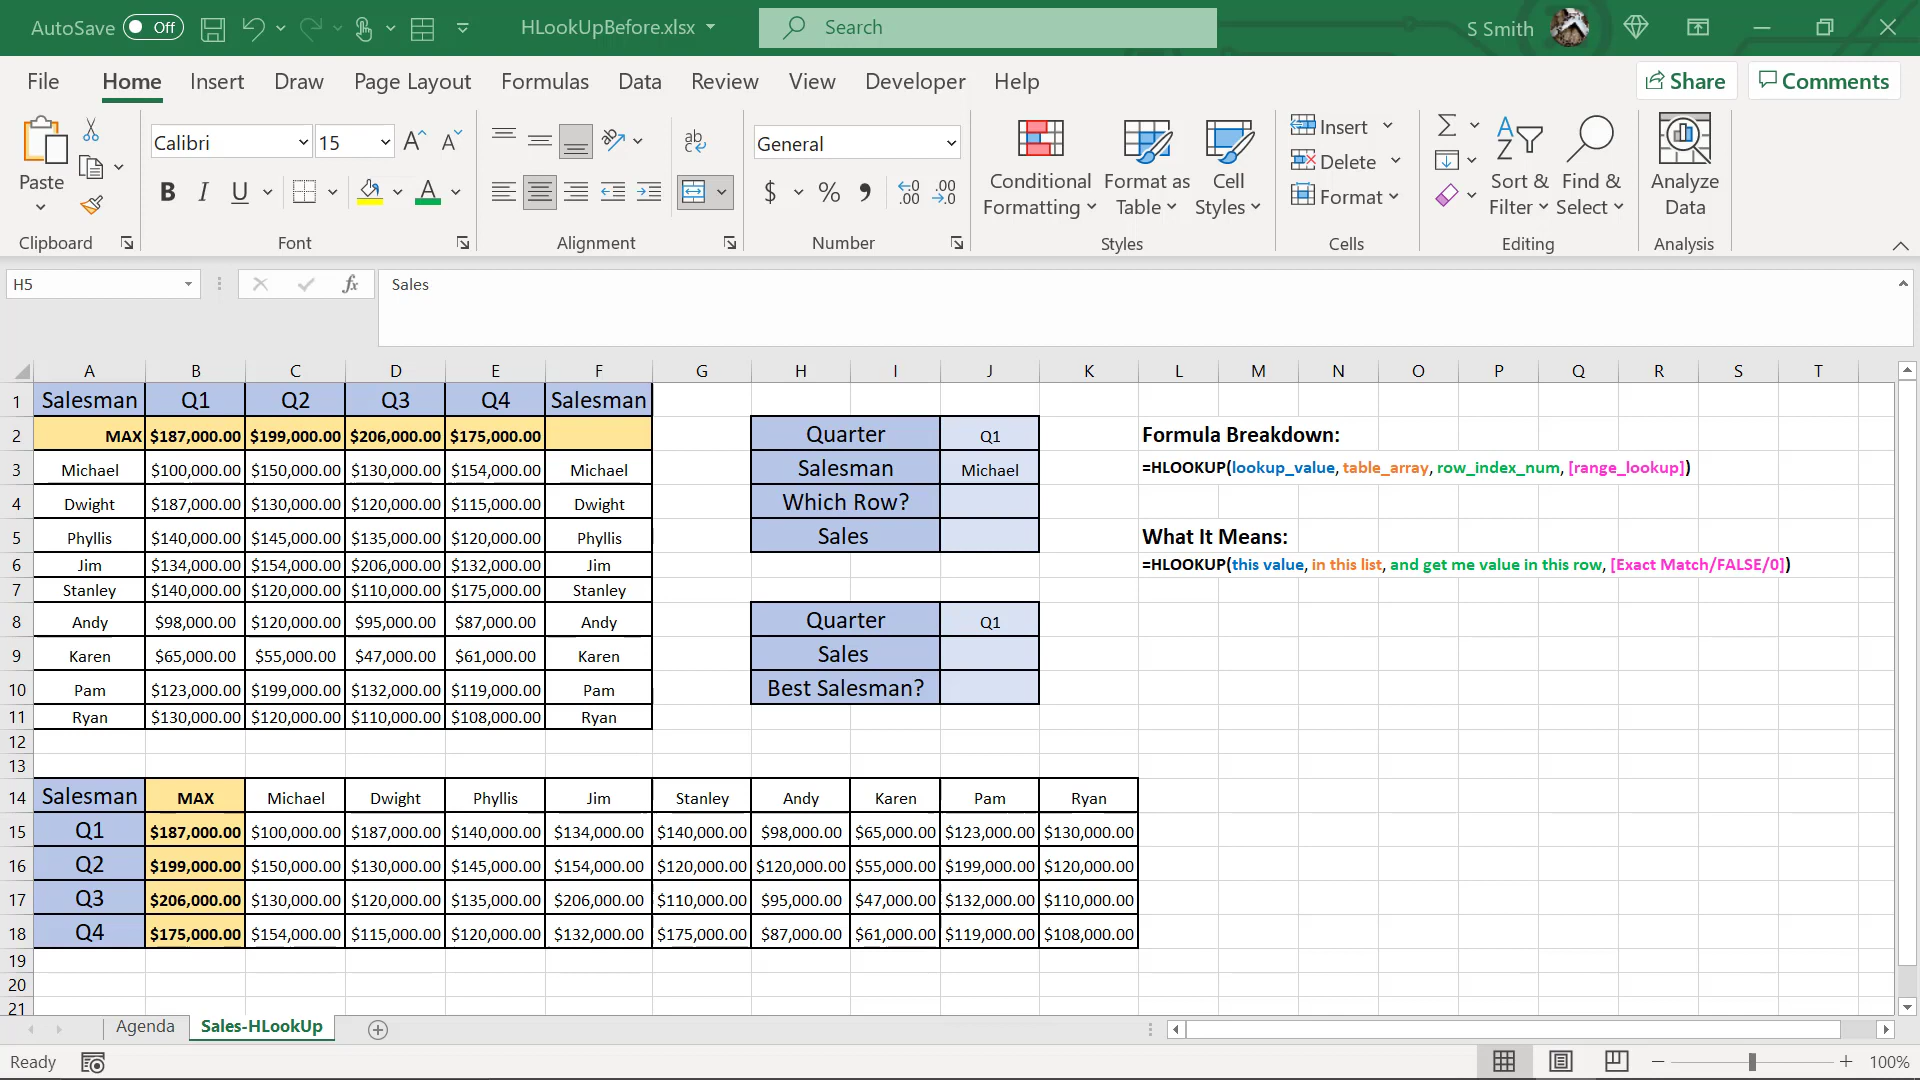 AutoSave Off HLookUpBefore.xlsx Search S Smith
File Home Insert Draw Page Layout Formulas Data Review View Developer Help Share Comments
Paste
Clipboard
Calibri 15 A A
B I U A
Font
ab c
Alignment
General
$ % 9 .00 .00 .0
Number
Conditional Formatting
Format as Table
Cell Styles
Styles
Insert
Delete
Format
Cells
Sort & Filter
Find & Select
Editing
Analyze Data
Analysis
H5 fx Sales
A B C D E F G H I J K L M N O P Q R S T
1 Salesman Q1 Q2 Q3 Q4 Salesman
2 MAX $187,000.00 $199,000.00 $206,000.00 $175,000.00 Quarter Q1 Formula Breakdown:
3 Michael $100,000.00 $150,000.00 $130,000.00 $154,000.00 Michael Salesman Michael =HLOOKUP(lookup_value, table_array, row_index_num, [range_lookup])
4 Dwight $187,000.00 $130,000.00 $120,000.00 $115,000.00 Dwight Which Row?
5 Phyllis $140,000.00 $145,000.00 $135,000.00 $120,000.00 Phyllis Sales What It Means:
6 Jim $134,000.00 $154,000.00 $206,000.00 $132,000.00 Jim =HLOOKUP(this value, in this list, and get me value in this row, [Exact Match/FALSE/0])
7 Stanley $140,000.00 $120,000.00 $110,000.00 $175,000.00 Stanley
8 Andy $98,000.00 $120,000.00 $95,000.00 $87,000.00 Andy Quarter Q1
9 Karen $65,000.00 $55,000.00 $47,000.00 $61,000.00 Karen Sales
10 Pam $123,000.00 $199,000.00 $132,000.00 $119,000.00 Pam Best Salesman?
11 Ryan $130,000.00 $120,000.00 $110,000.00 $108,000.00 Ryan
12
13
14 Salesman MAX Michael Dwight Phyllis Jim Stanley Andy Karen Pam Ryan
15 Q1 $187,000.00 $100,000.00 $187,000.00 $140,000.00 $134,000.00 $140,000.00 $98,000.00 $65,000.00 $123,000.00 $130,000.00
16 Q2 $199,000.00 $150,000.00 $130,000.00 $145,000.00 $154,000.00 $120,000.00 $120,000.00 $55,000.00 $199,000.00 $120,000.00
17 Q3 $206,000.00 $130,000.00 $120,000.00 $135,000.00 $206,000.00 $110,000.00 $95,000.00 $47,000.00 $132,000.00 $110,000.00
18 Q4 $175,000.00 $154,000.00 $115,000.00 $120,000.00 $132,000.00 $175,000.00 $87,000.00 $61,000.00 $119,000.00 $108,000.00
19
20
21
Agenda Sales-HLookUp
Ready 100%